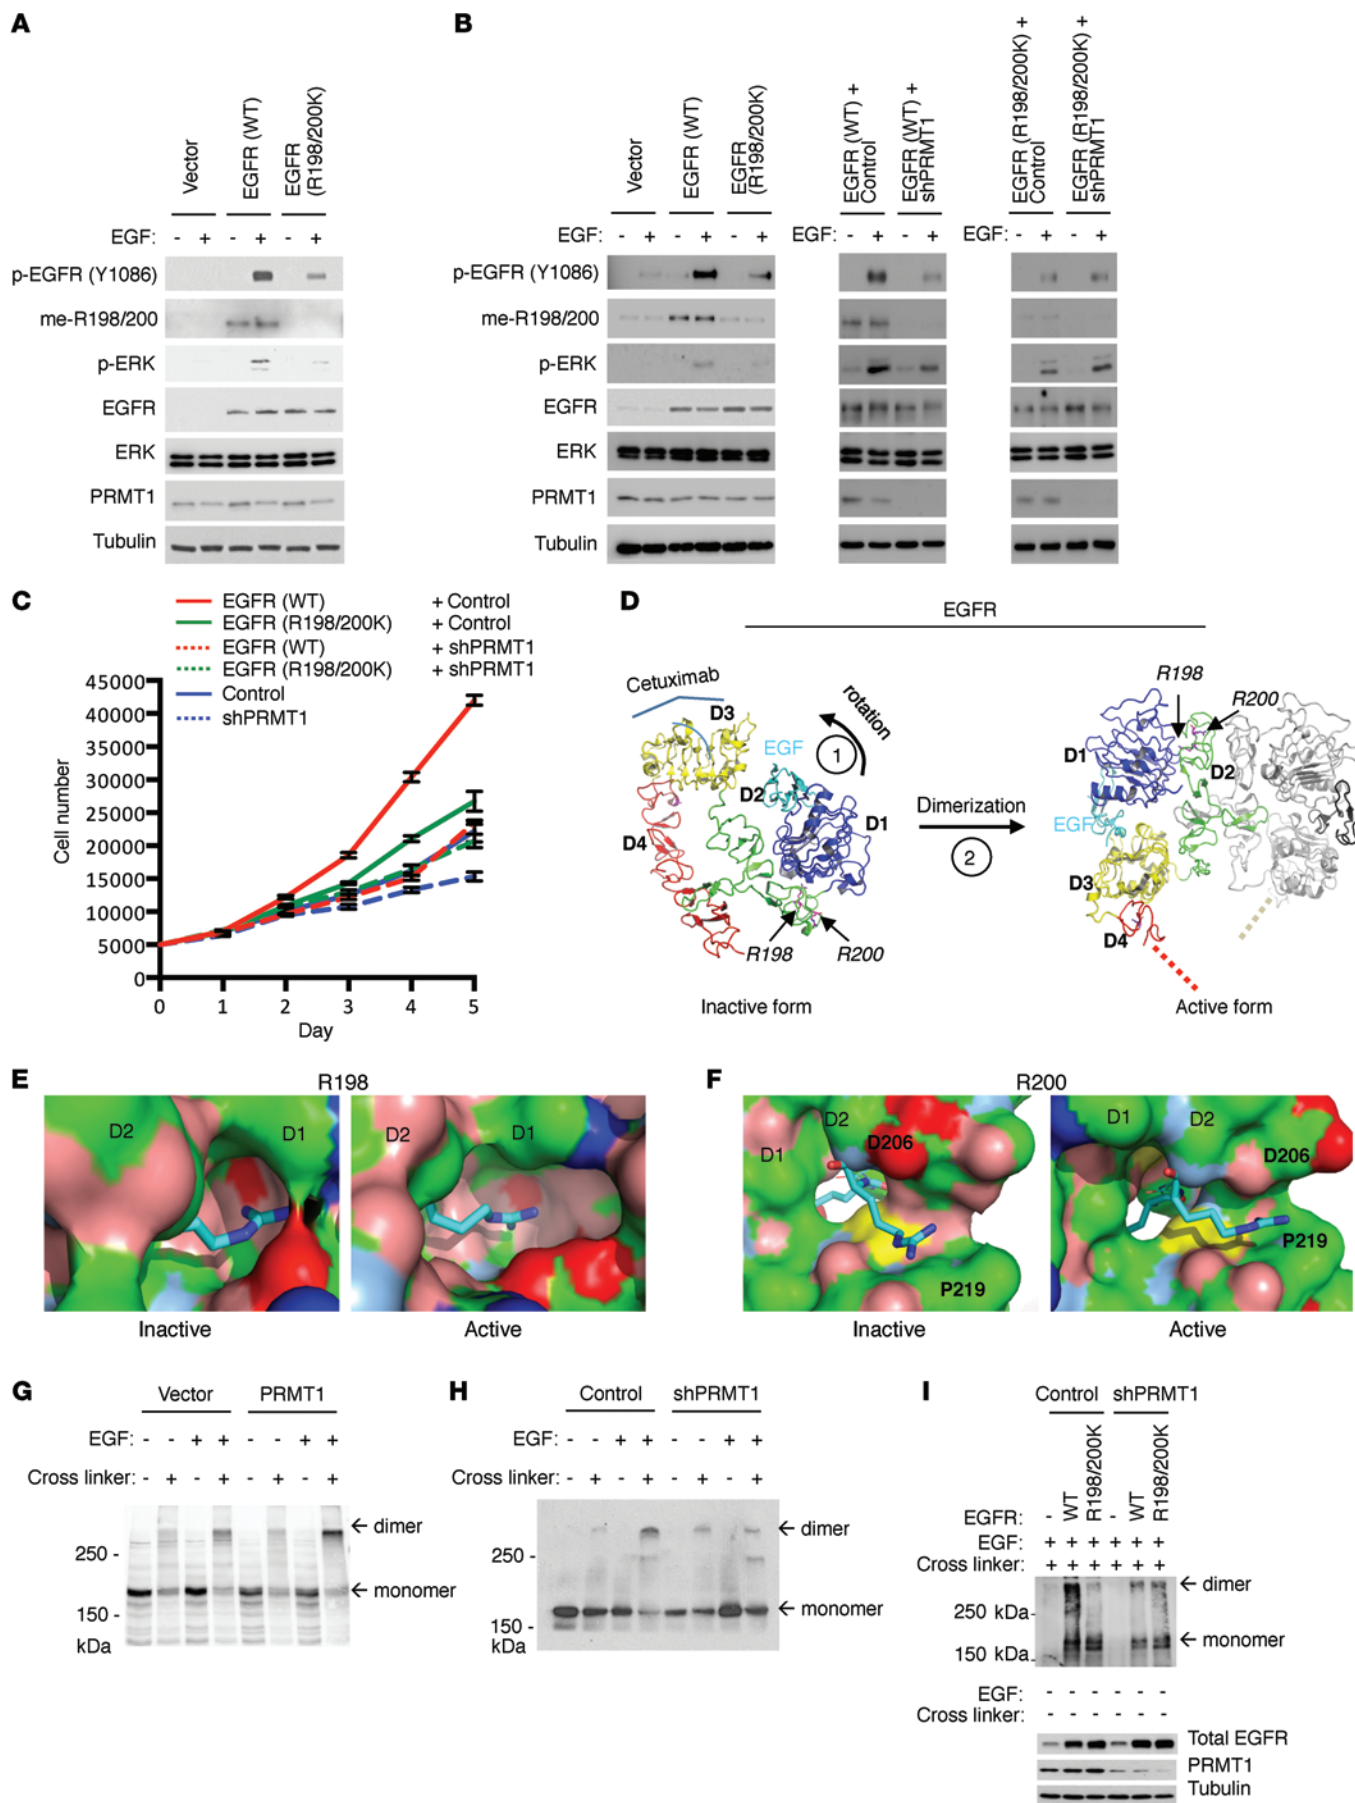 A
Vector
EGFR (WT)
EGFR
(R198/200K)
EGF: - + - + - +
p-EGFR (Y1086)
me-R198/200
p-ERK
EGFR
ERK
PRMT1
Tubulin
B
Vector
EGFR (WT)
EGFR
(R198/200K)
EGFR (WT) +
Control
EGFR (WT) +
shPRMT1
EGFR (R198/200K) +
Control
EGFR (R198/200K) +
shPRMT1
EGF: - + - + - + EGF: - + - + EGF: - + - +
p-EGFR (Y1086)
me-R198/200
p-ERK
EGFR
ERK
PRMT1
Tubulin
C
EGFR (WT) + Control
EGFR (R198/200K) + Control
EGFR (WT) + shPRMT1
EGFR (R198/200K) + shPRMT1
Control
shPRMT1
Cell number
45000
40000
35000
30000
25000
20000
15000
10000
5000
0
0 1 2 3 4 5
Day
D
EGFR
Cetuximab
D3
rotation
1
EGF
D2
D1
D4
R198
R200
Inactive form
Dimerization
2
R198
R200
D1
D2
EGF
D3
D4
Active form
E
R198
D2 D1
D2 D1
Inactive
Active
F
R200
D2
D1
D206
P219
D1 D2
D206
P219
Inactive
Active
G
Vector PRMT1
EGF: - - + + - - + +
Cross linker: - + - + - + - +
dimer
250 -
monomer
150 -
kDa
H
Control shPRMT1
EGF: - - + + - - + +
Cross linker: - + - + - + - +
dimer
250 -
monomer
150 -
kDa
I
Control shPRMT1
EGFR: - WT R198/200K - WT R198/200K
EGF: + + + + + +
Cross linker: + + + + + +
dimer
250 kDa-
monomer
150 kDa-
EGF: - - - - - -
Cross linker: - - - - - -
Total EGFR
PRMT1
Tubulin